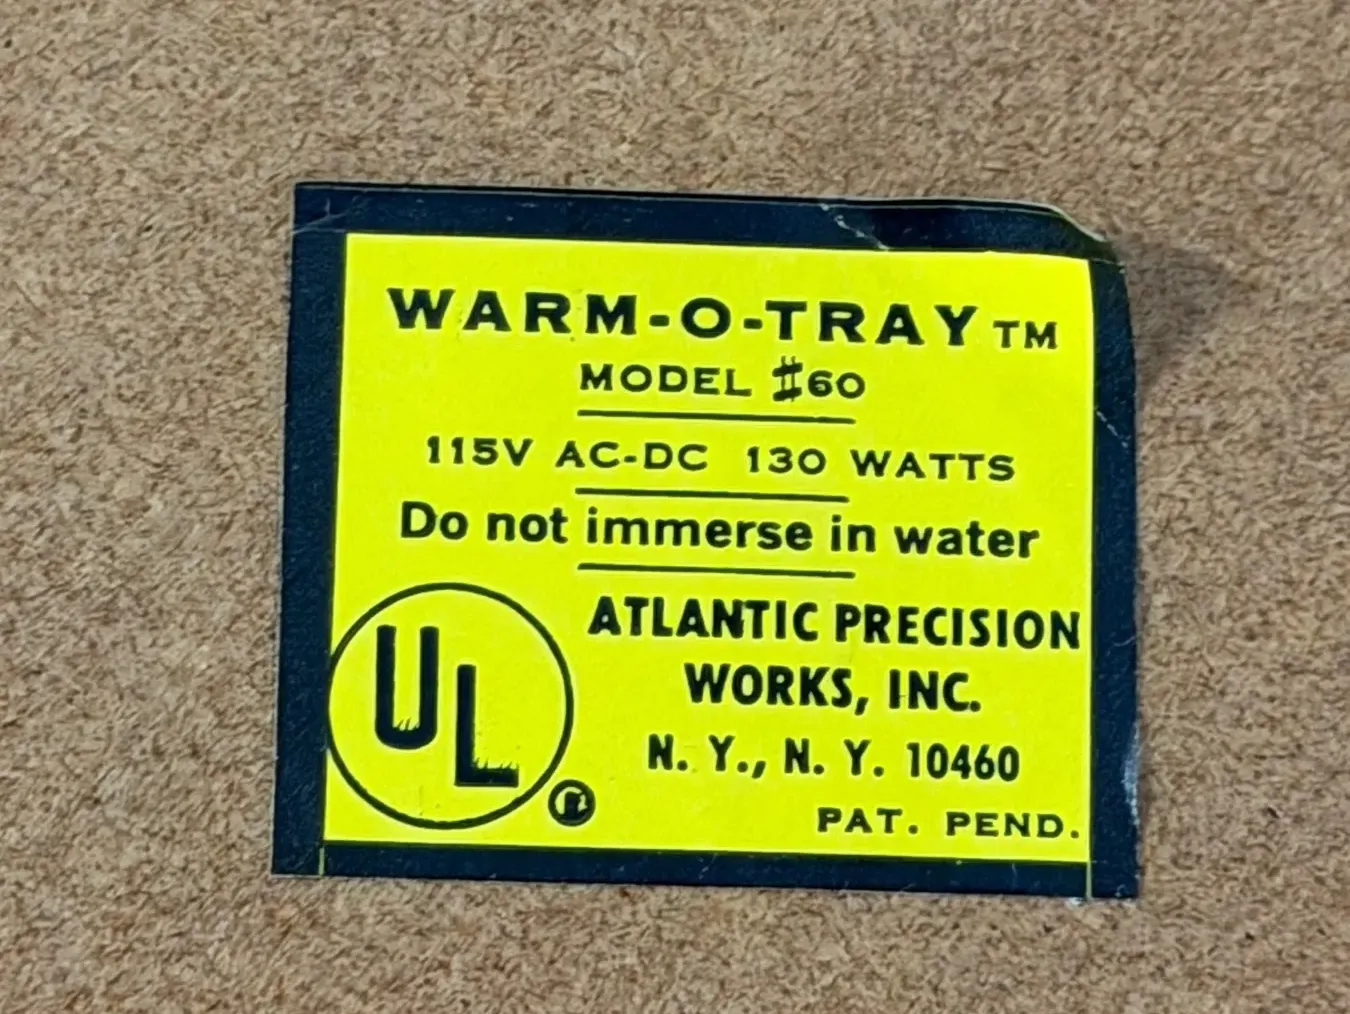 WARM-O-TRAY TM
MODEL #60
115V AC-DC 130 WATTS
Do not immerse in water
UL ®
ATLANTIC PRECISION
WORKS, INC.
N. Y., N. Y. 10460
PAT. PEND.